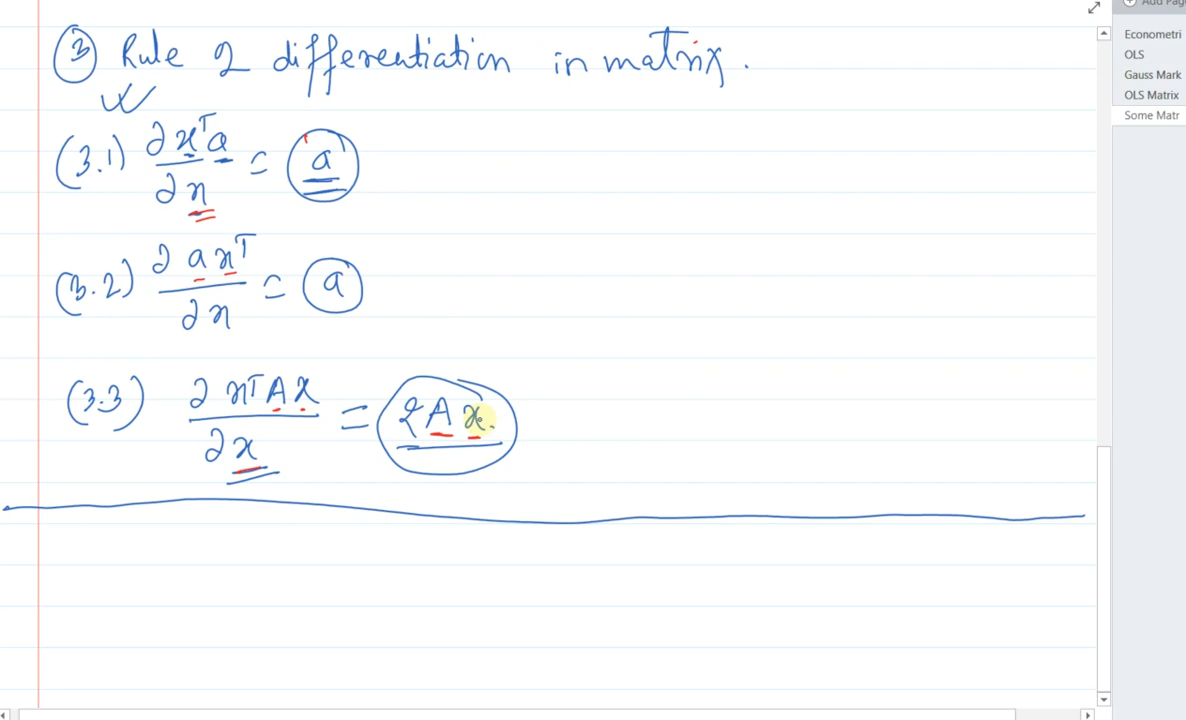 ③ Rule of differentiation in matrix.
(3.1) ∂xᵀa / ∂x = a
(3.2) ∂ axᵀ / ∂x = a
(3.3) ∂ xᵀAx / ∂x = 2Ax.
Econometri
OLS
Gauss Mark
OLS Matrix
Some Matr